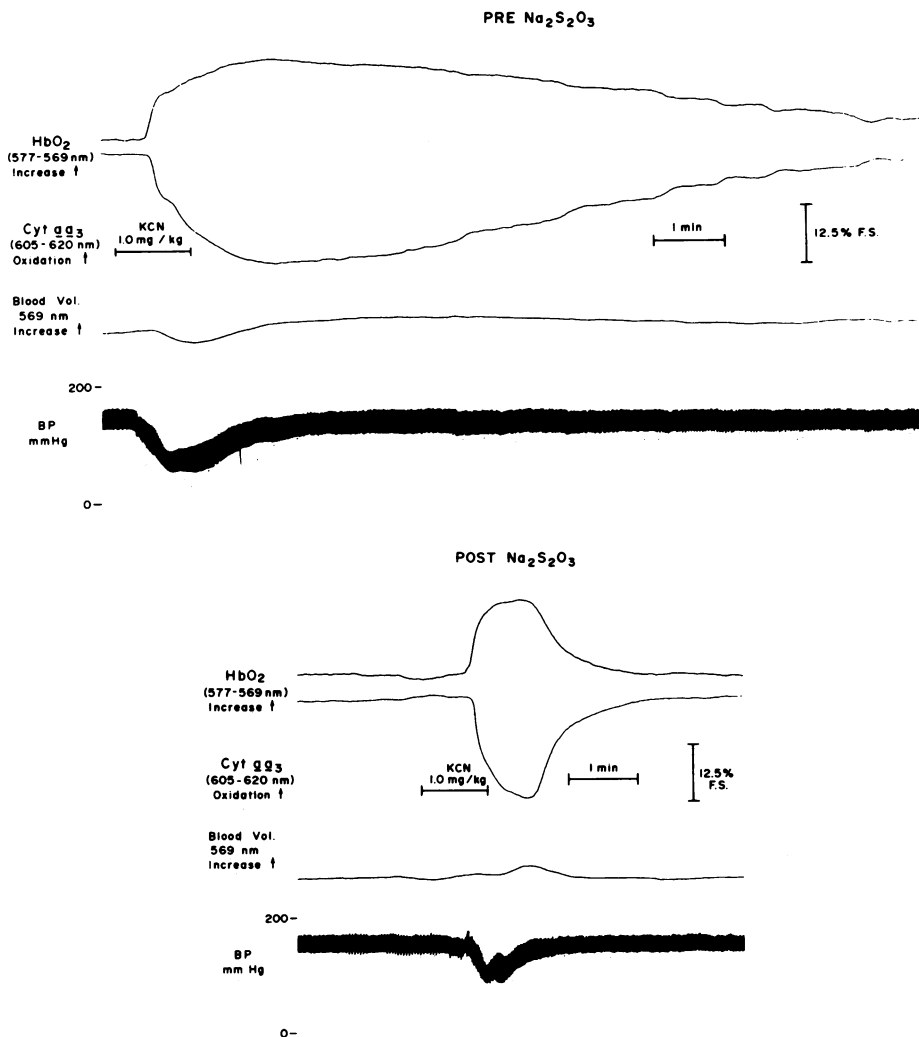 PRE Na₂S₂O₃
HbO₂
(577-569 nm)
Increase ↑
Cyt aa₃
(605-620 nm)
Oxidation ↑
KCN
1.0 mg / kg
1 min
12.5% F.S.
Blood Vol.
569 nm
Increase ↑
200
BP
mmHg
0
POST Na₂S₂O₃
HbO₂
(577-569 nm)
Increase ↑
Cyt aa₃
(605-620 nm)
Oxidation ↑
KCN
1.0 mg/kg
1 min
12.5%
F.S.
Blood Vol.
569 nm
Increase ↑
200
BP
mm Hg
0